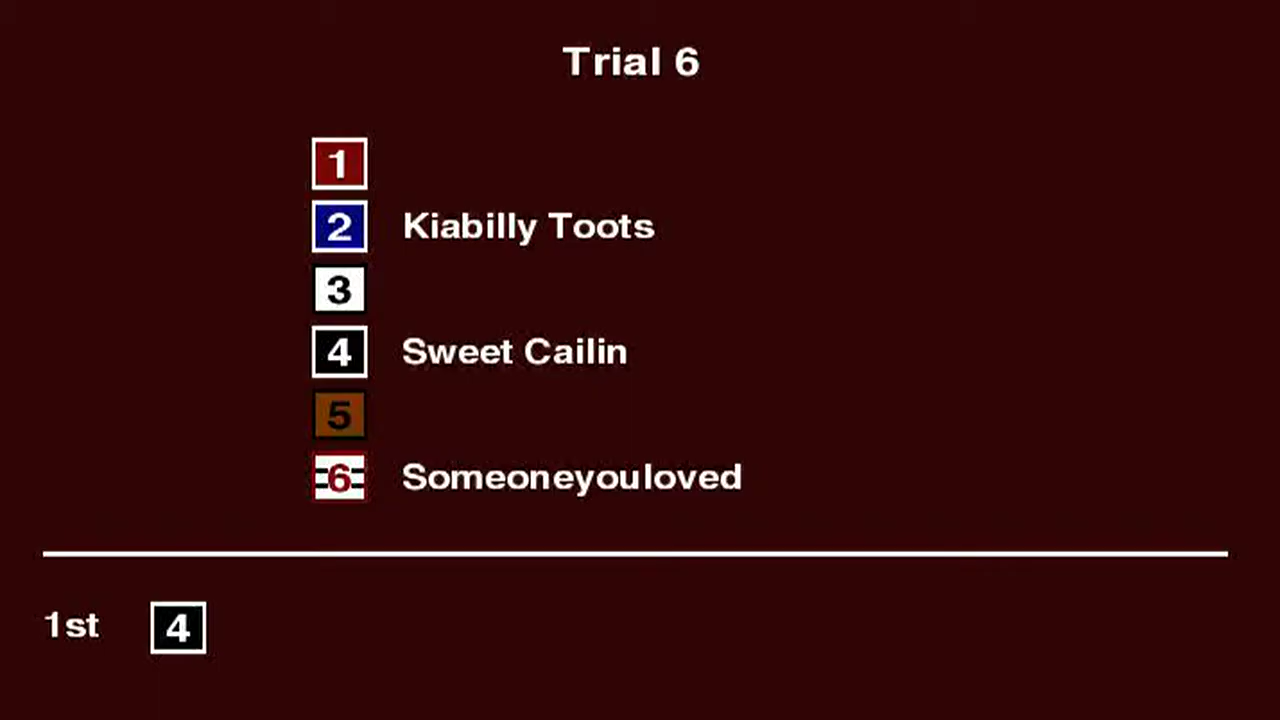 Trial 6
1
2 Kiabilly Toots
3
4 Sweet Cailin
5
6 Someoneyouloved
1st 4